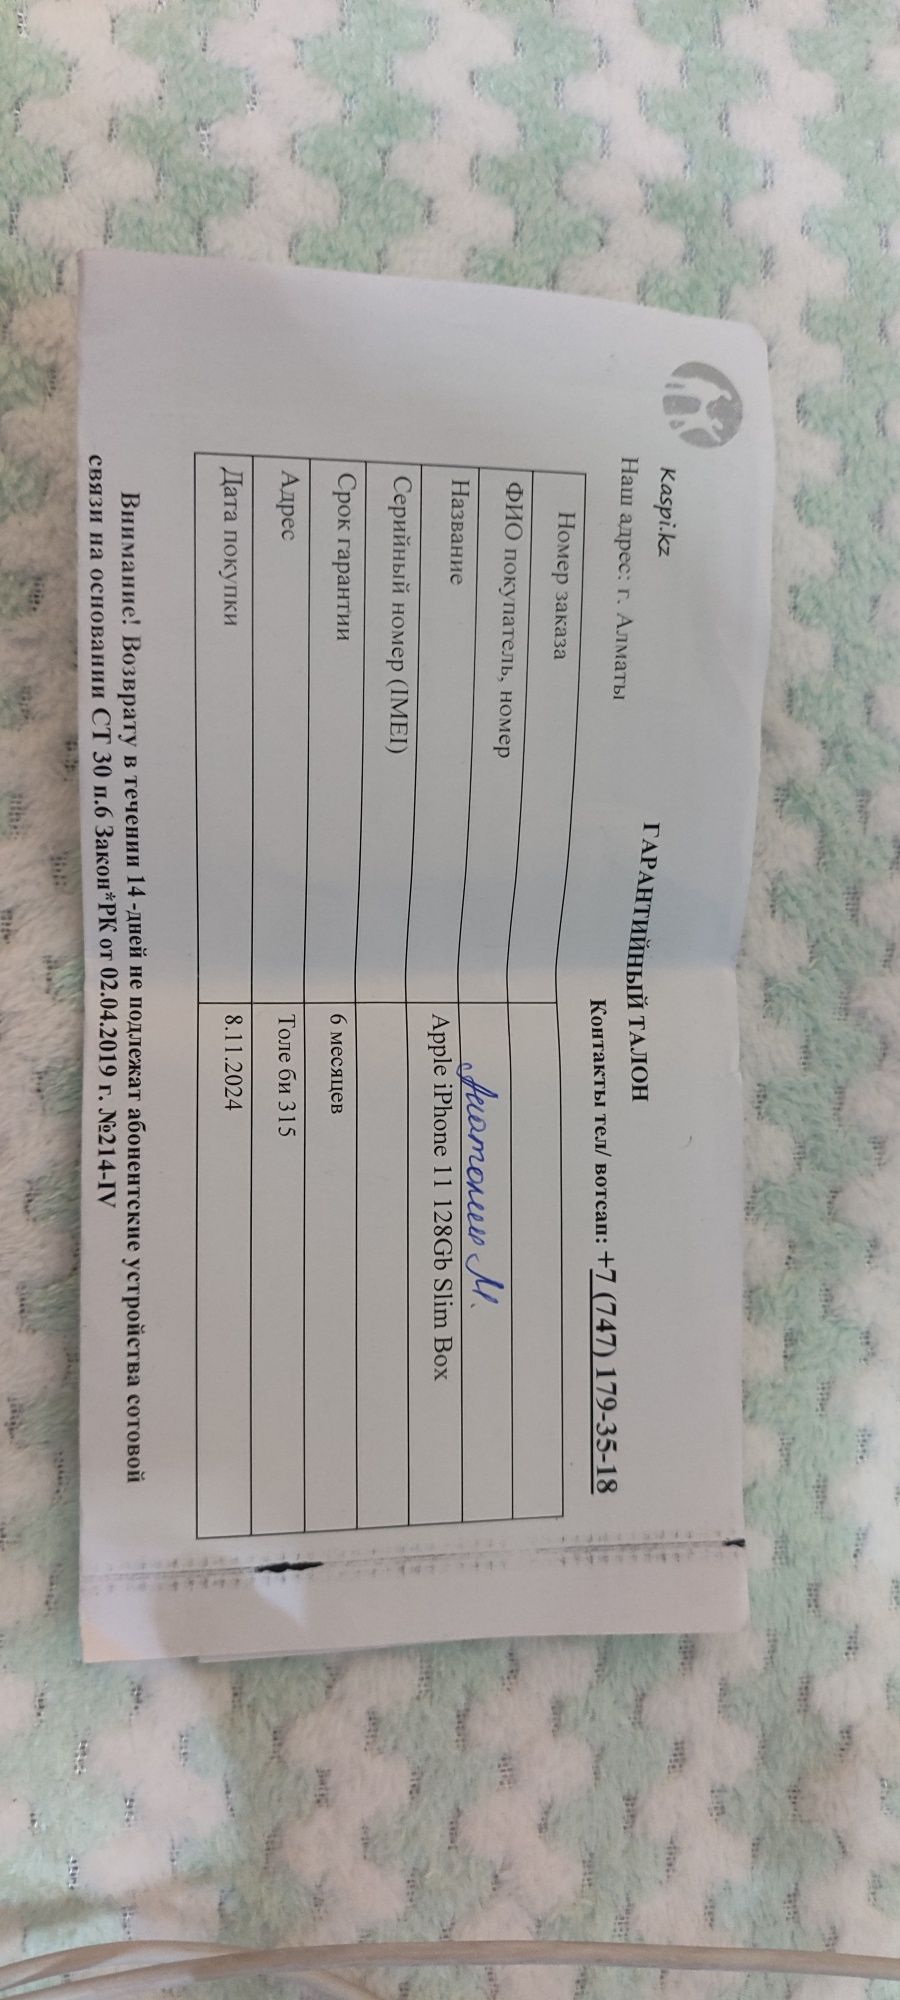 Kaspi.kz
ГАРАНТИЙНЫЙ ТАЛОН
Наш адрес: г. Алматы
Контакты тел/ вотсап: +7 (747) 179-35-18
Номер заказа
ФИО покупатель, номер Анатолий М.
Название Apple iPhone 11 128Gb Slim Box
Серийный номер (IMEI)
Срок гарантии 6 месяцев
Адрес Толе би 315
Дата покупки 8.11.2024
Внимание! Возврату в течении 14 -дней не подлежат абонентские устройства сотовой
связи на основании СТ 30 п.6 Закон*РК от 02.04.2019 г. №214-IV